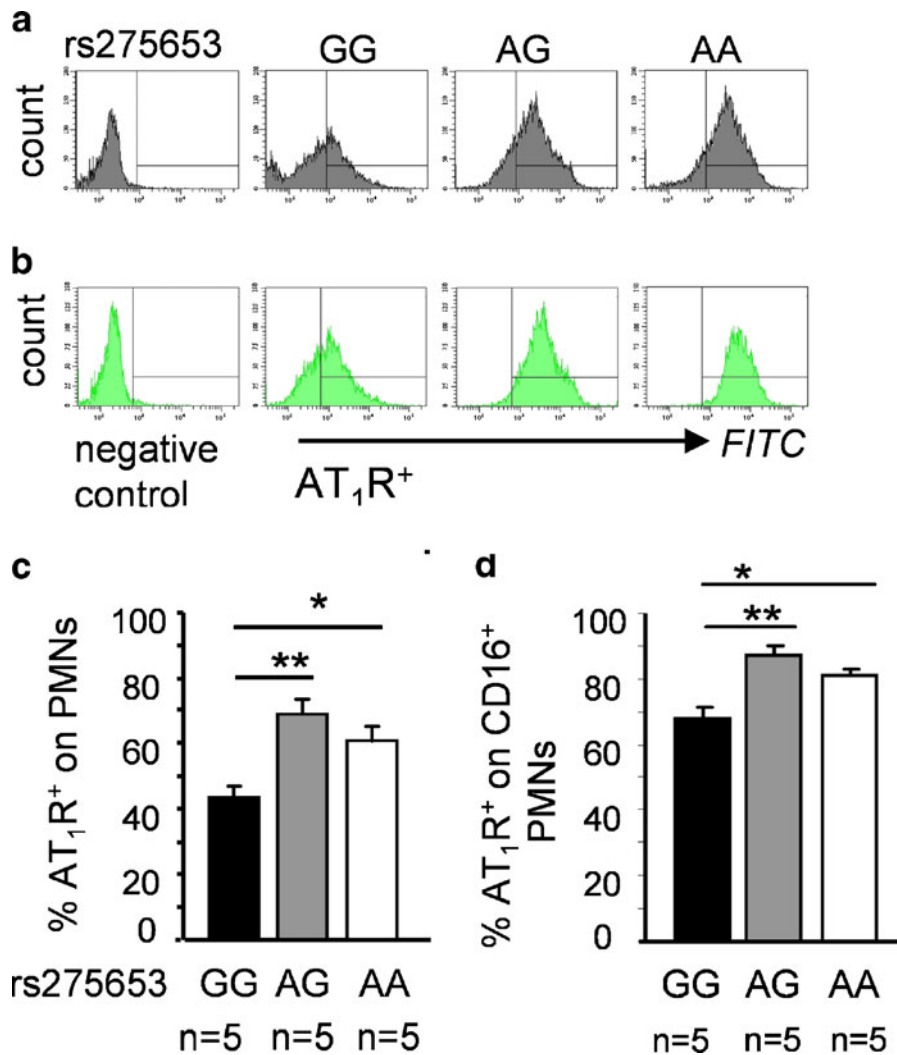 a
rs275653 GG AG AA
count
b
count
negative control
AT₁R⁺
FITC
c
% AT₁R⁺ on PMNs
100
80
60
40
20
0
*
**
rs275653 GG AG AA
n=5 n=5 n=5
d
% AT₁R⁺ on CD16⁺ PMNs
100
80
60
40
20
0
*
**
GG AG AA
n=5 n=5 n=5